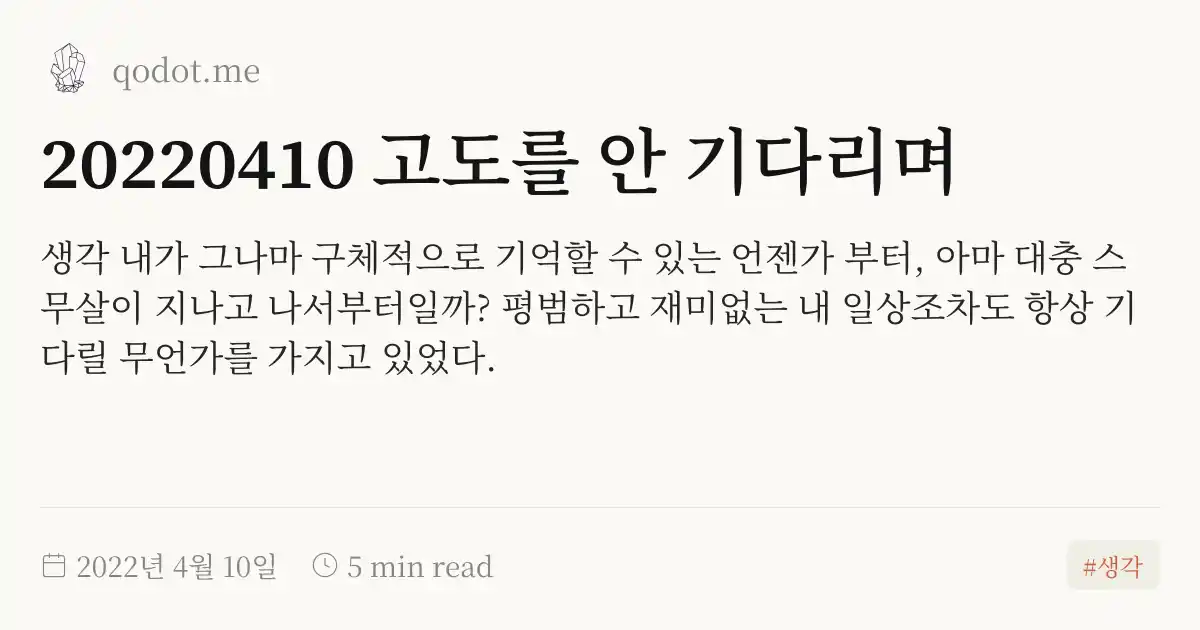 qodot.me
20220410 고도를 안 기다리며
생각 내가 그나마 구체적으로 기억할 수 있는 언젠가 부터, 아마 대충 스
무살이 지나고 나서부터일까? 평범하고 재미없는 내 일상조차도 항상 기
다릴 무언가를 가지고 있었다.
2022년 4월 10일 5 min read #생각